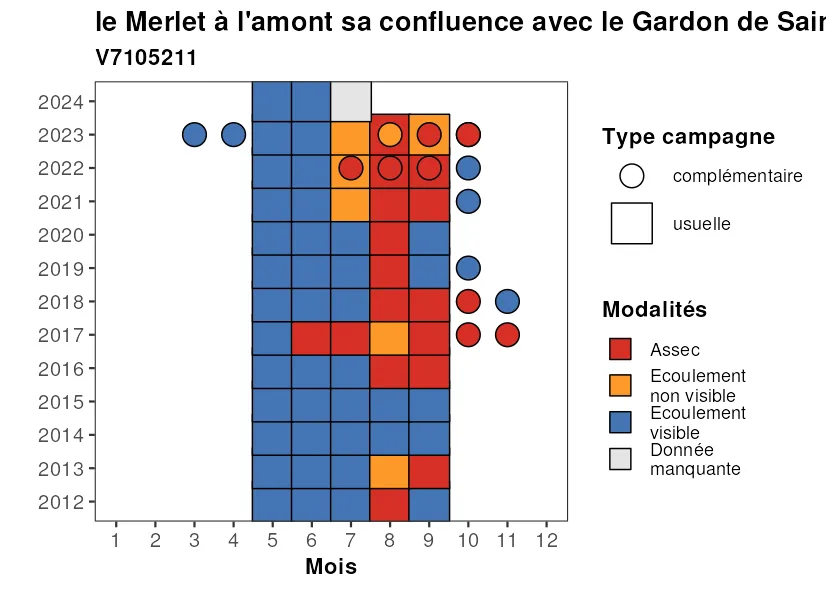 le Merlet à l'amont sa confluence avec le Gardon de Sain
V7105211
2024
2023
2022
2021
2020
2019
2018
2017
2016
2015
2014
2013
2012
1 2 3 4 5 6 7 8 9 10 11 12
Mois
Type campagne
complémentaire
usuelle
Modalités
Assec
Ecoulement
non visible
Ecoulement
visible
Donnée
manquante